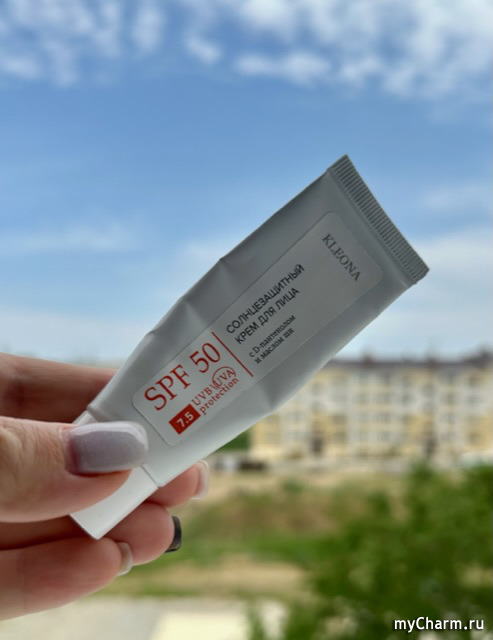 KLEONA
СОЛНЦЕЗАЩИТНЫЙ
КРЕМ ДЛЯ ЛИЦА
с D-пантенолом
и маслом ши
SPF 50
7.5
UVB UVA
protection
myCharm.ru